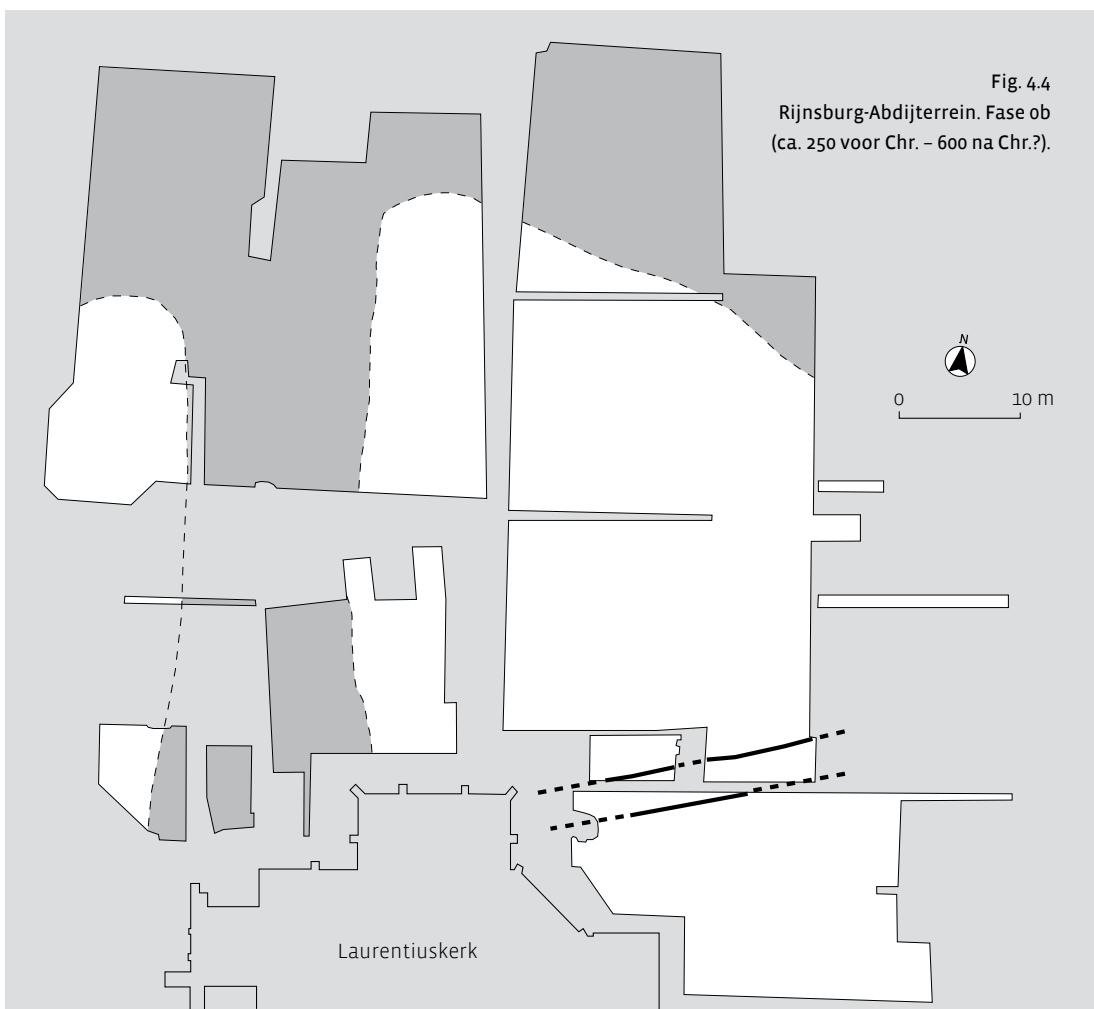 Fig. 4.4
Rijnsburg-Abdijterrein. Fase 0b
(ca. 250 voor Chr. – 600 na Chr.?).
N
0 10 m
Laurentiuskerk